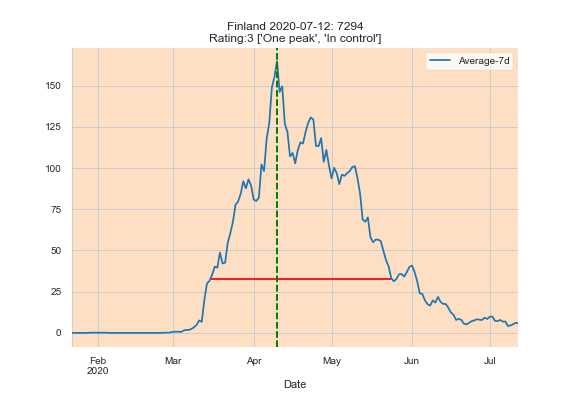 Finland 2020-07-12: 7294
Rating:3 ['One peak', 'In control']
Average-7d
150
125
100
75
50
25
0
Feb Mar Apr May Jun Jul
2020
Date